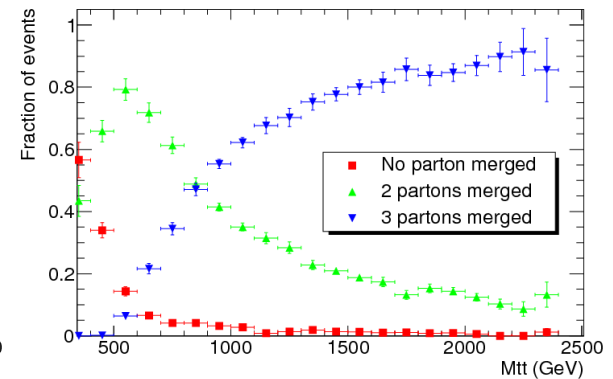 Fraction of events
1
0.8
0.6
0.4
0.2
0
No parton merged
2 partons merged
3 partons merged
0
500
1000
1500
2000
2500
Mtt (GeV)